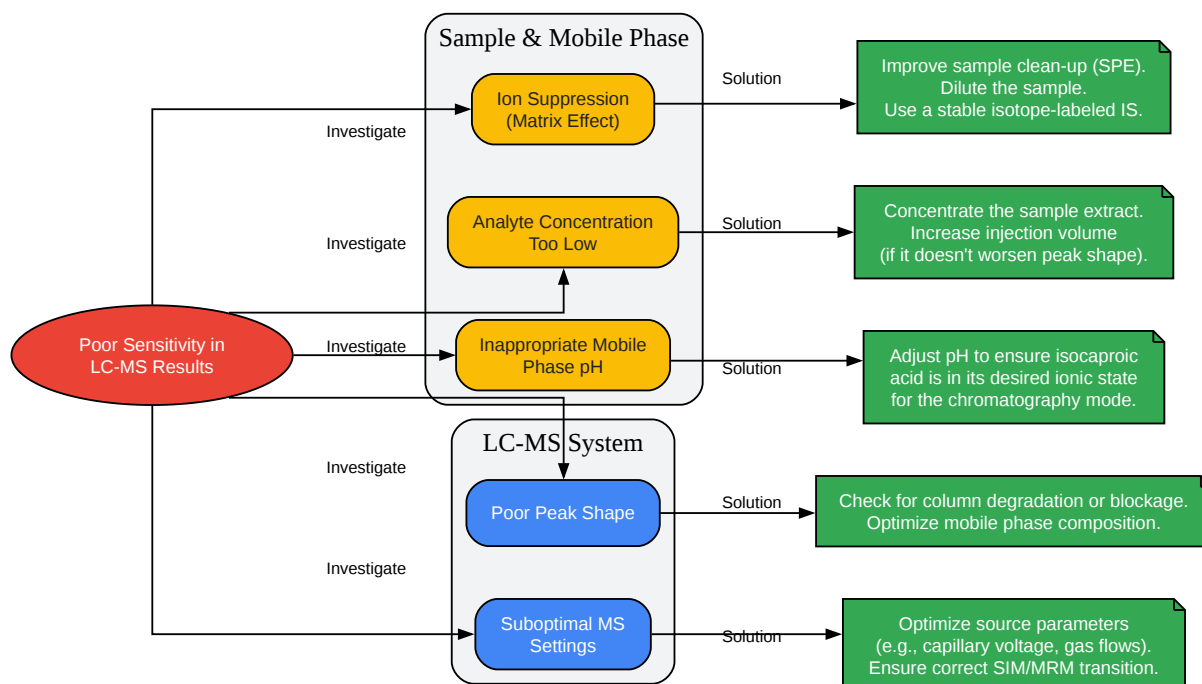 Sample & Mobile Phase
Ion Suppression
(Matrix Effect)
Solution
Improve sample clean-up (SPE).
Dilute the sample.
Use a stable isotope-labeled IS.
Investigate
Analyte Concentration
Too Low
Solution
Concentrate the sample extract.
Increase injection volume
(if it doesn't worsen peak shape).
Investigate
Poor Sensitivity in
LC-MS Results
Investigate
Inappropriate Mobile
Phase pH
Solution
Adjust pH to ensure isocaproic
acid is in its desired ionic state
for the chromatography mode.
LC-MS System
Investigate
Poor Peak Shape
Solution
Check for column degradation or blockage.
Optimize mobile phase composition.
Investigate
Suboptimal MS
Settings
Solution
Optimize source parameters
(e.g., capillary voltage, gas flows).
Ensure correct SIM/MRM transition.